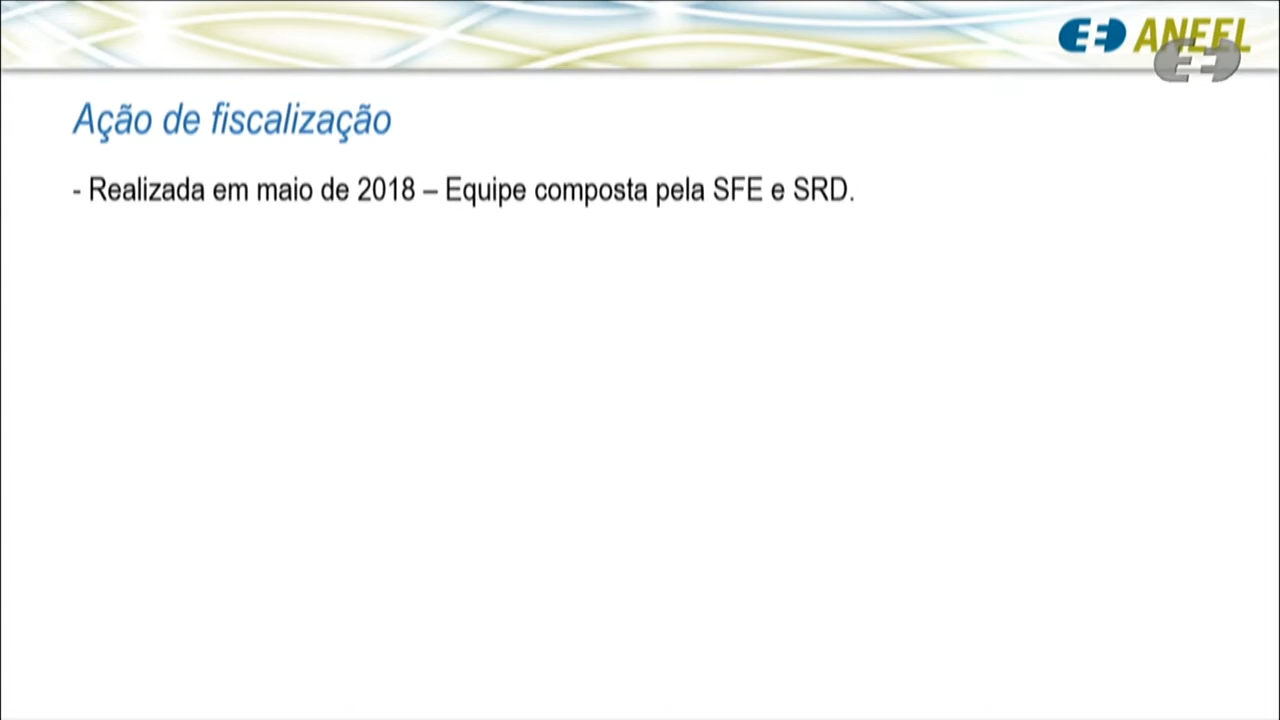 ANEEL
Ação de fiscalização
- Realizada em maio de 2018 – Equipe composta pela SFE e SRD.